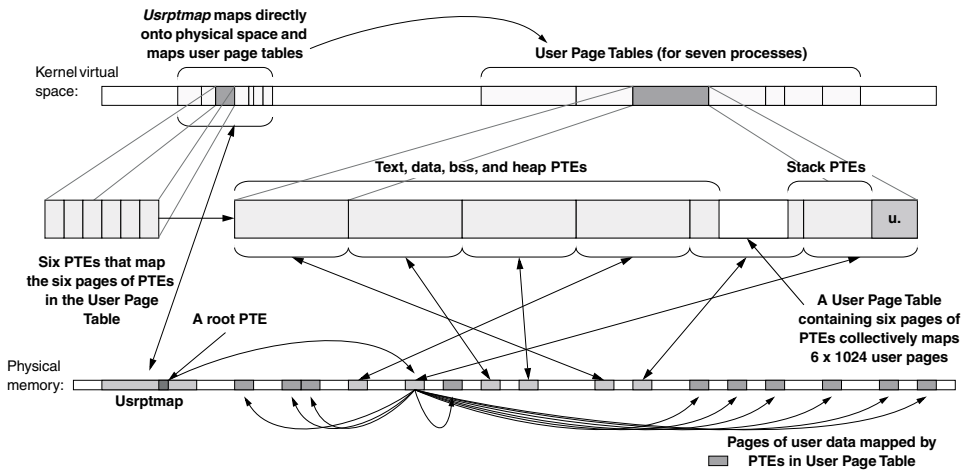 Usrptmap maps directly
onto physical space and
maps user page tables
User Page Tables (for seven processes)
Kernel virtual
space:
Text, data, bss, and heap PTEs
Stack PTEs
u.
Six PTEs that map
the six pages of PTEs
in the User Page
Table
A root PTE
A User Page Table
containing six pages of
PTEs collectively maps
6 x 1024 user pages
Physical
memory:
Usrptmap
Pages of user data mapped by
PTEs in User Page Table